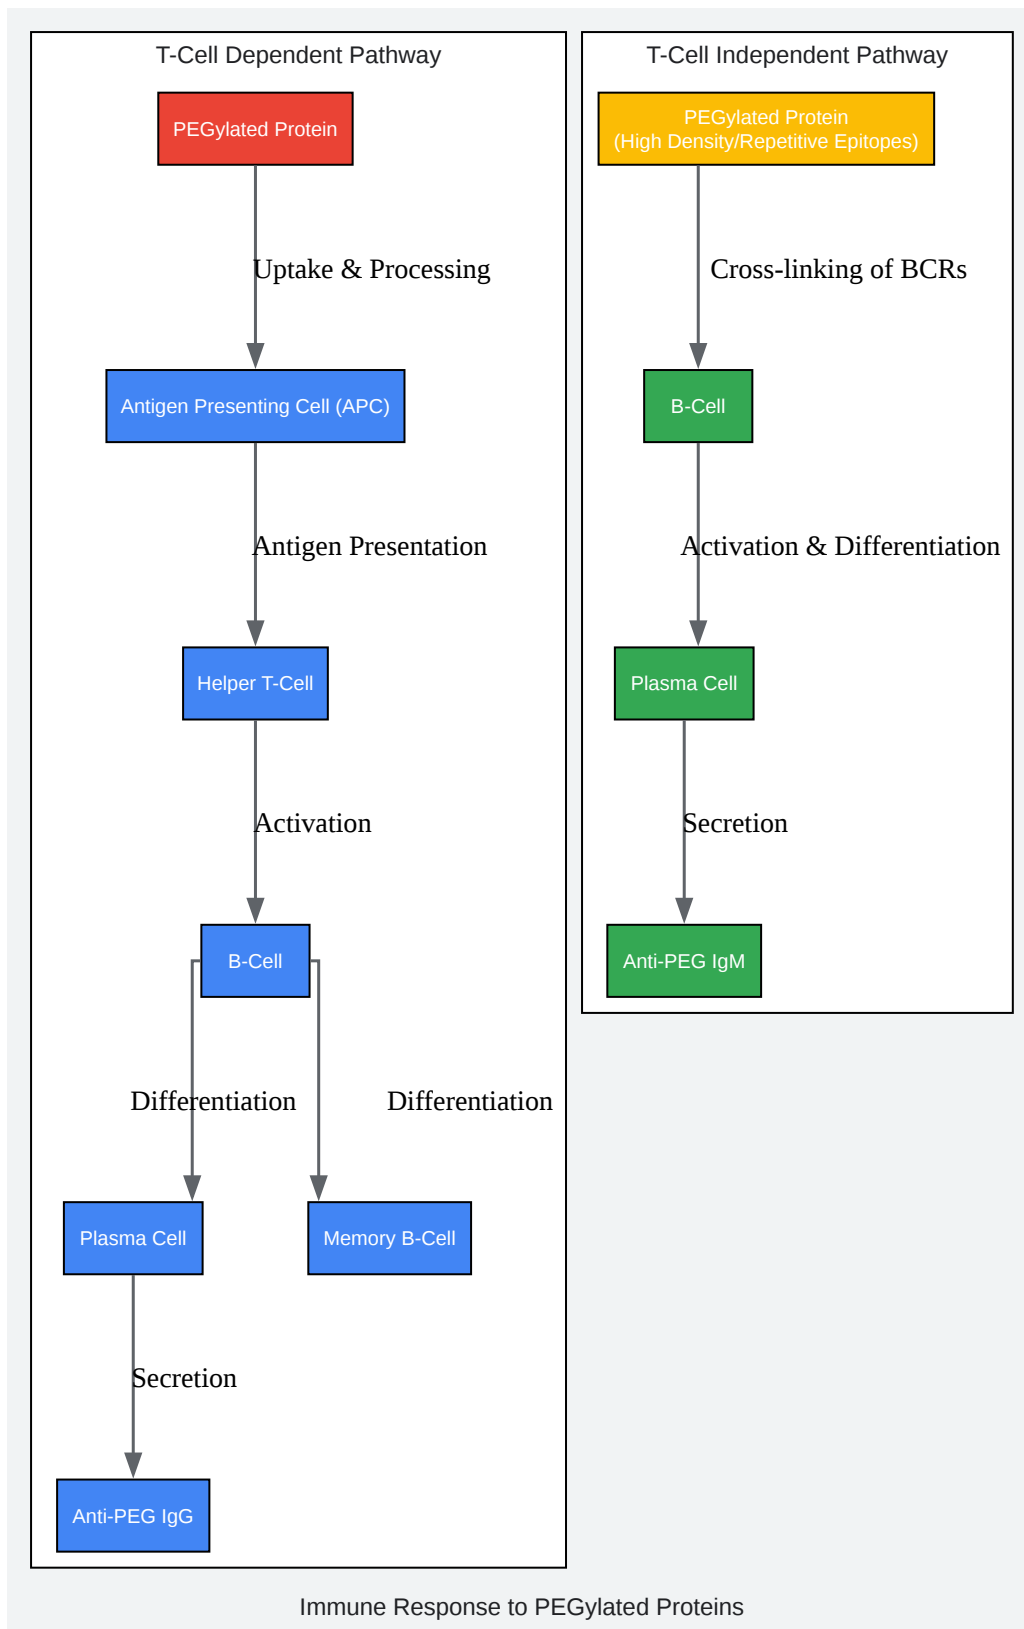 T-Cell Dependent Pathway
PEGylated Protein
Uptake & Processing
Antigen Presenting Cell (APC)
Antigen Presentation
Helper T-Cell
Activation
B-Cell
Differentiation
Differentiation
Plasma Cell
Memory B-Cell
Secretion
Anti-PEG IgG
T-Cell Independent Pathway
PEGylated Protein
(High Density/Repetitive Epitopes)
Cross-linking of BCRs
B-Cell
Activation & Differentiation
Plasma Cell
Secretion
Anti-PEG IgM
Immune Response to PEGylated Proteins